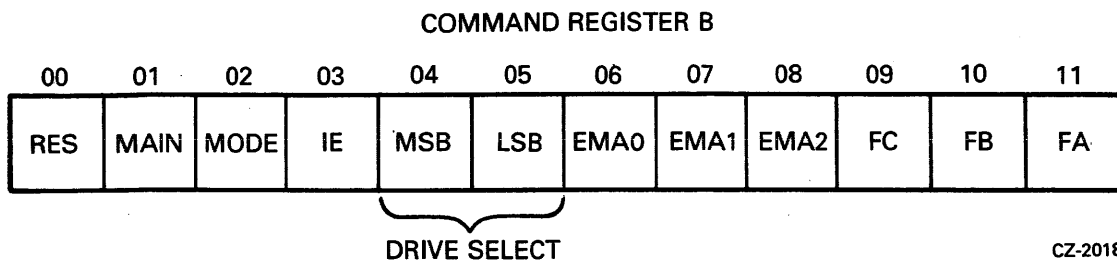 COMMAND REGISTER B
00 01 02 03 04 05 06 07 08 09 10 11
RES MAIN MODE IE MSB LSB EMA0 EMA1 EMA2 FC FB FA
DRIVE SELECT
CZ-2018